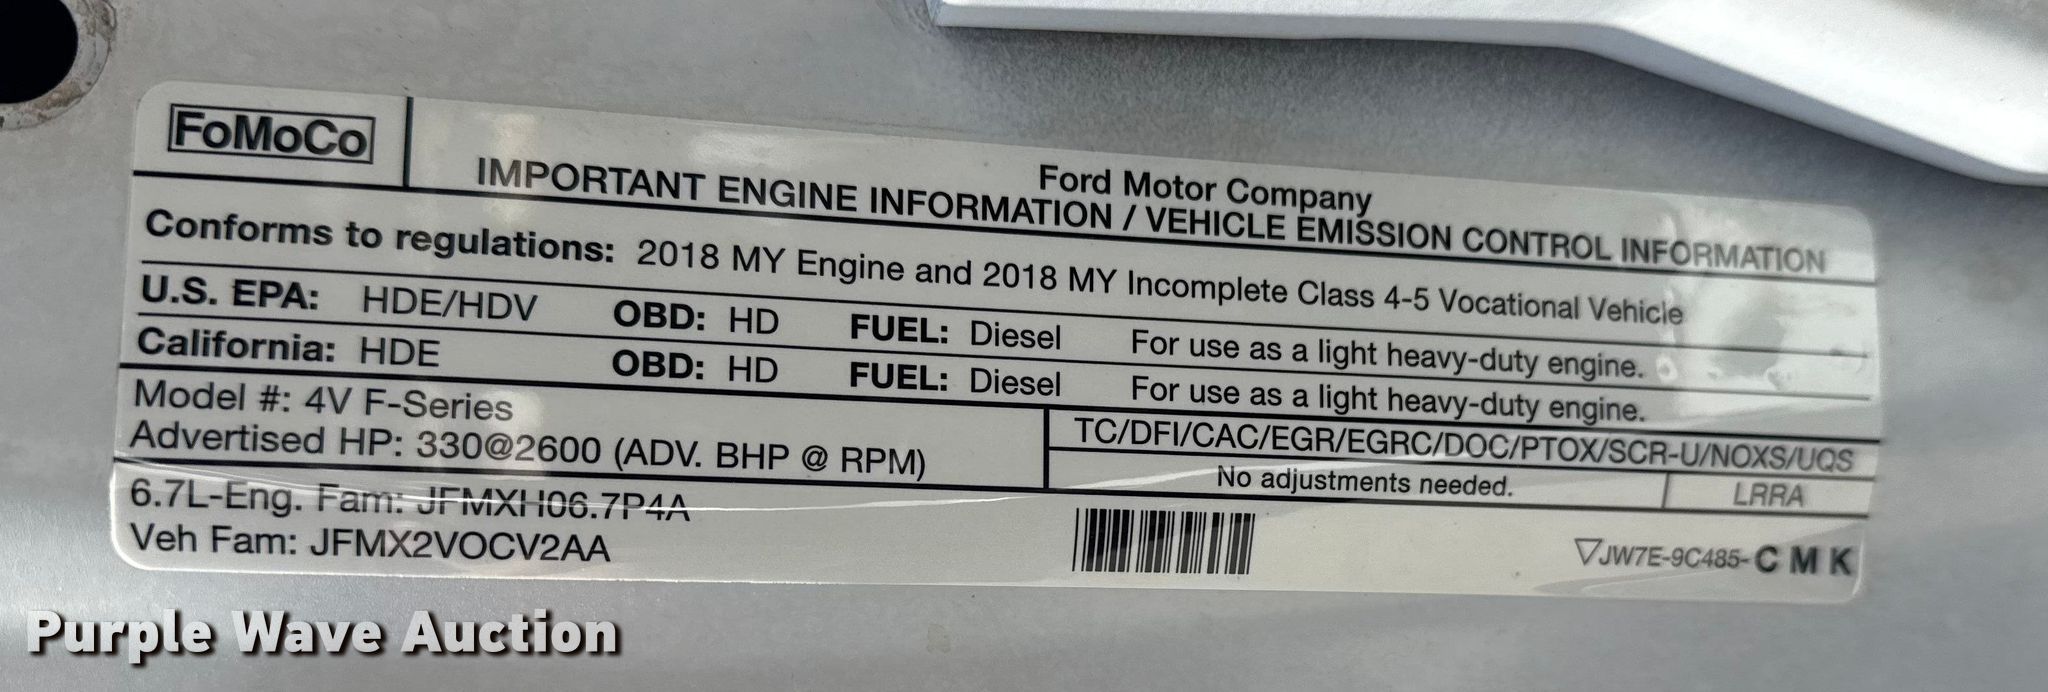 FoMoCo
Ford Motor Company
IMPORTANT ENGINE INFORMATION / VEHICLE EMISSION CONTROL INFORMATION
Conforms to regulations: 2018 MY Engine and 2018 MY Incomplete Class 4-5 Vocational Vehicle
U.S. EPA: HDE/HDV OBD: HD FUEL: Diesel For use as a light heavy-duty engine.
California: HDE OBD: HD FUEL: Diesel For use as a light heavy-duty engine.
Model #: 4V F-Series
Advertised HP: 330@2600 (ADV. BHP @ RPM)
TC/DFI/CAC/EGR/EGRC/DOC/PTOX/SCR-U/NOXS/UQS
No adjustments needed. LRRA
6.7L-Eng. Fam: JFMXH06.7P4A
Veh Fam: JFMX2VOCV2AA
▽JW7E-9C485- C M K
Purple Wave Auction